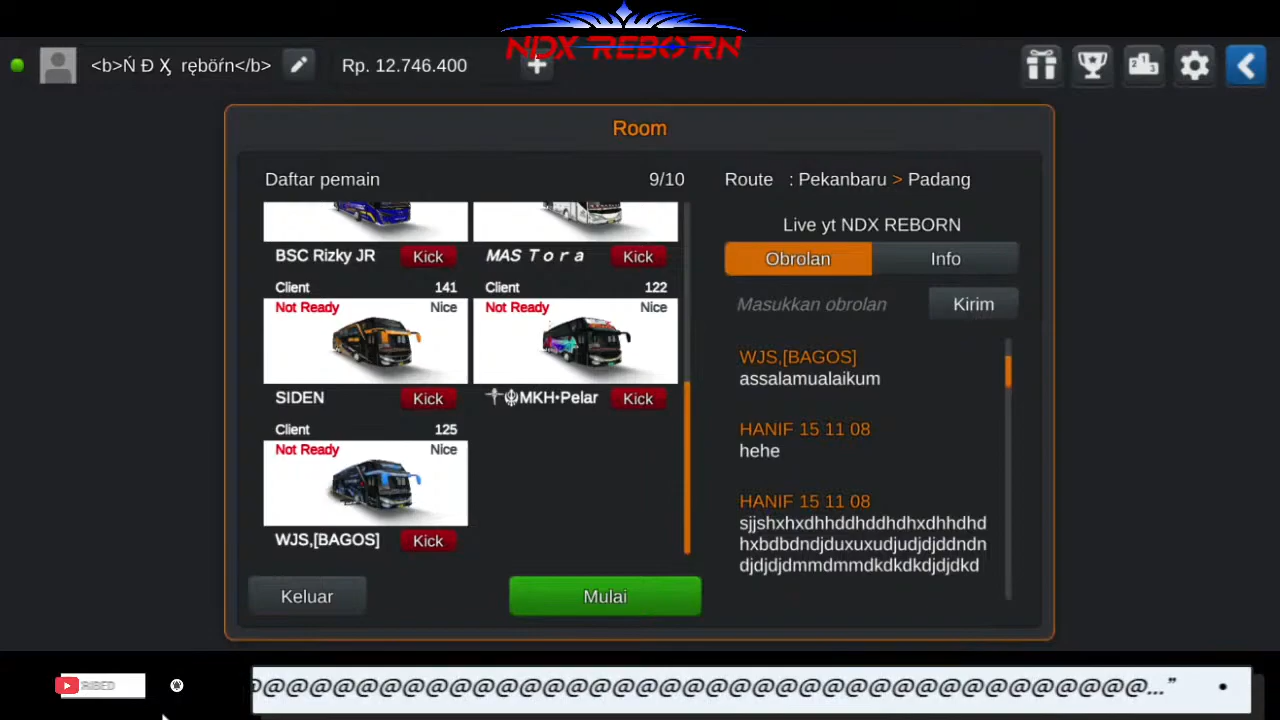 NDX REBORN
<b>Ń Đ Ӽ ręböŕn</b>
Rp. 12.746.400
+
Room
Daftar pemain
9/10
Route : Pekanbaru > Padang
Live yt NDX REBORN
Obrolan
Info
BSC Rizky JR
Kick
MAS T o r a
Kick
Client
141
Client
122
Not Ready
Nice
Not Ready
Nice
Masukkan obrolan
Kirim
WJS,[BAGOS]
assalamualaikum
SIDEN
Kick
MKH•Pelar
Kick
Client
125
Not Ready
Nice
HANIF 15 11 08
hehe
HANIF 15 11 08
sjjshxhxdhhddhddhdhxdhhdhd
hxbdbdndjduxuxudjudjdjddndn
djdjdjdmmdmmdkdkdkdjdjdkd
WJS,[BAGOS]
Kick
Keluar
Mulai
@@@@@@@@@@@@@@@@@@@@@@@@@@@@@@@@@@@@@@@..." •